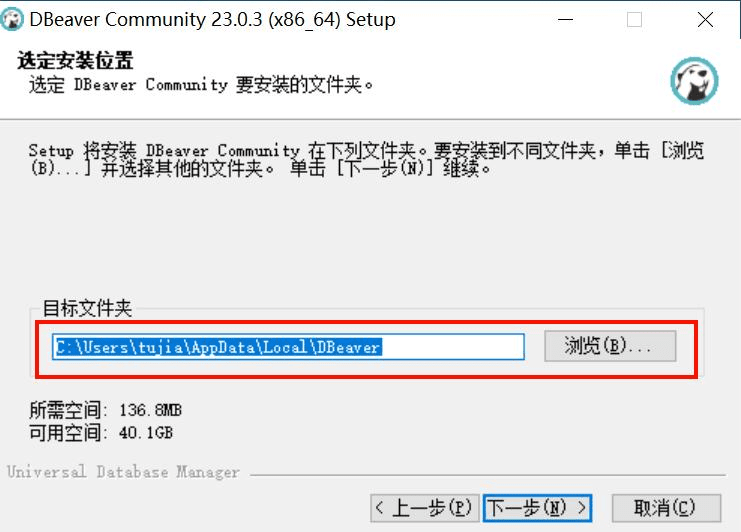 DBeaver Community 23.0.3 (x86_64) Setup
选定安装位置
选定 DBeaver Community 要安装的文件夹。
Setup 将安装 DBeaver Community 在下列文件夹。要安装到不同文件夹，单击 [浏览
(B)...] 并选择其他的文件夹。 单击 [下一步(N)] 继续。
目标文件夹
C:\Users\tujia\AppData\Local\DBeaver
浏览(B)...
所需空间: 136.8MB
可用空间: 40.1GB
Universal Database Manager
< 上一步(P)
下一步(N) >
取消(C)